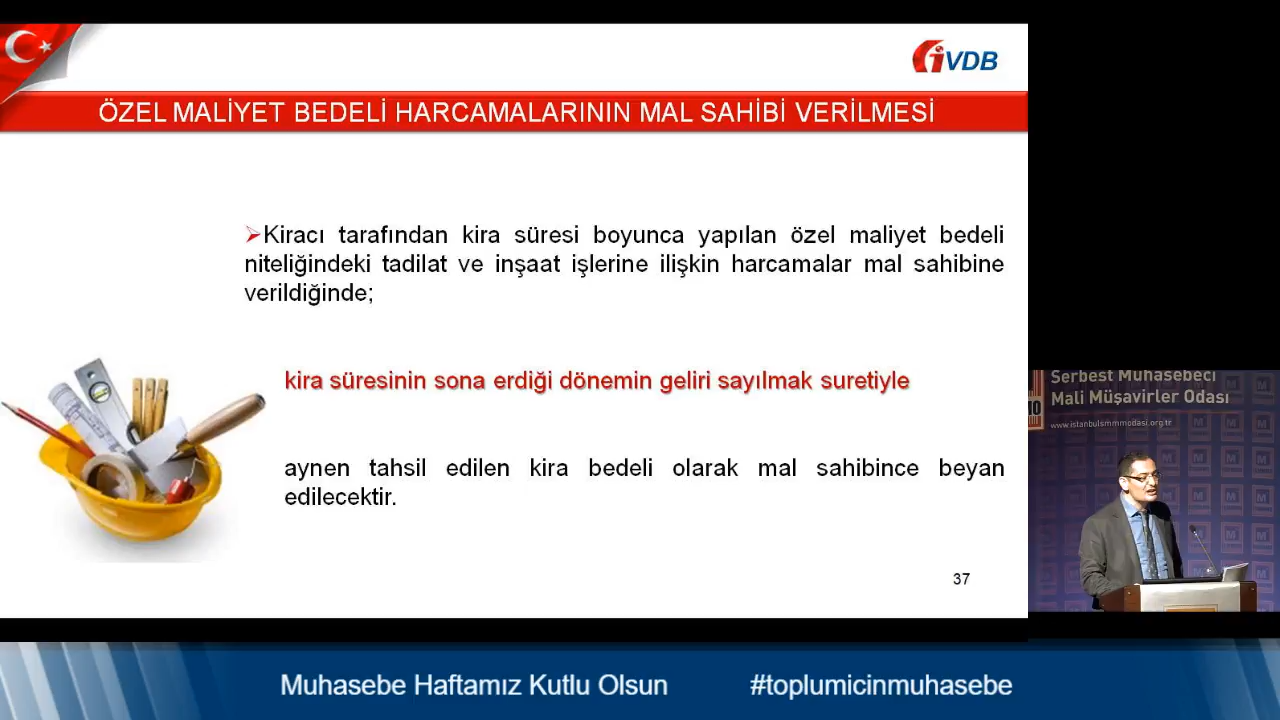 iVDB
ÖZEL MALİYET BEDELİ HARCAMALARININ MAL SAHİBİ VERİLMESİ
Kiracı tarafından kira süresi boyunca yapılan özel maliyet bedeli
niteliğindeki tadilat ve inşaat işlerine ilişkin harcamalar mal sahibine
verildiğinde;
kira süresinin sona erdiği dönemin geliri sayılmak suretiyle
aynen tahsil edilen kira bedeli olarak mal sahibince beyan
edilecektir.
37
Serbest Muhasebeci
Mali Müşavirler Odası
www.istanbulsmmmodasi.org.tr
Muhasebe Haftamız Kutlu Olsun
#toplumicinmuhasebe